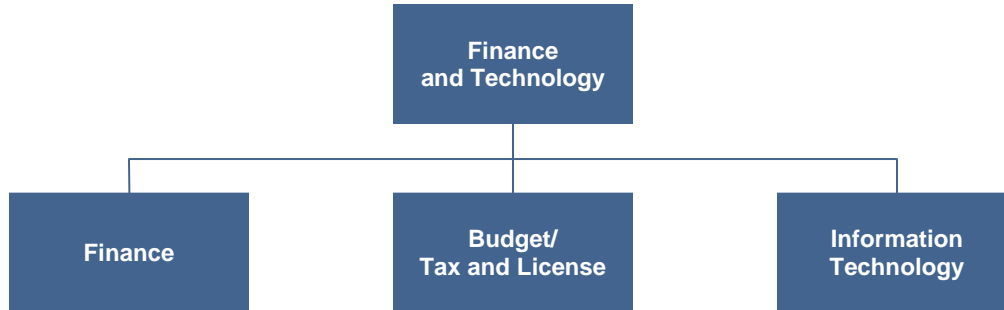 Finance
and Technology
Finance
Budget/
Tax and License
Information
Technology